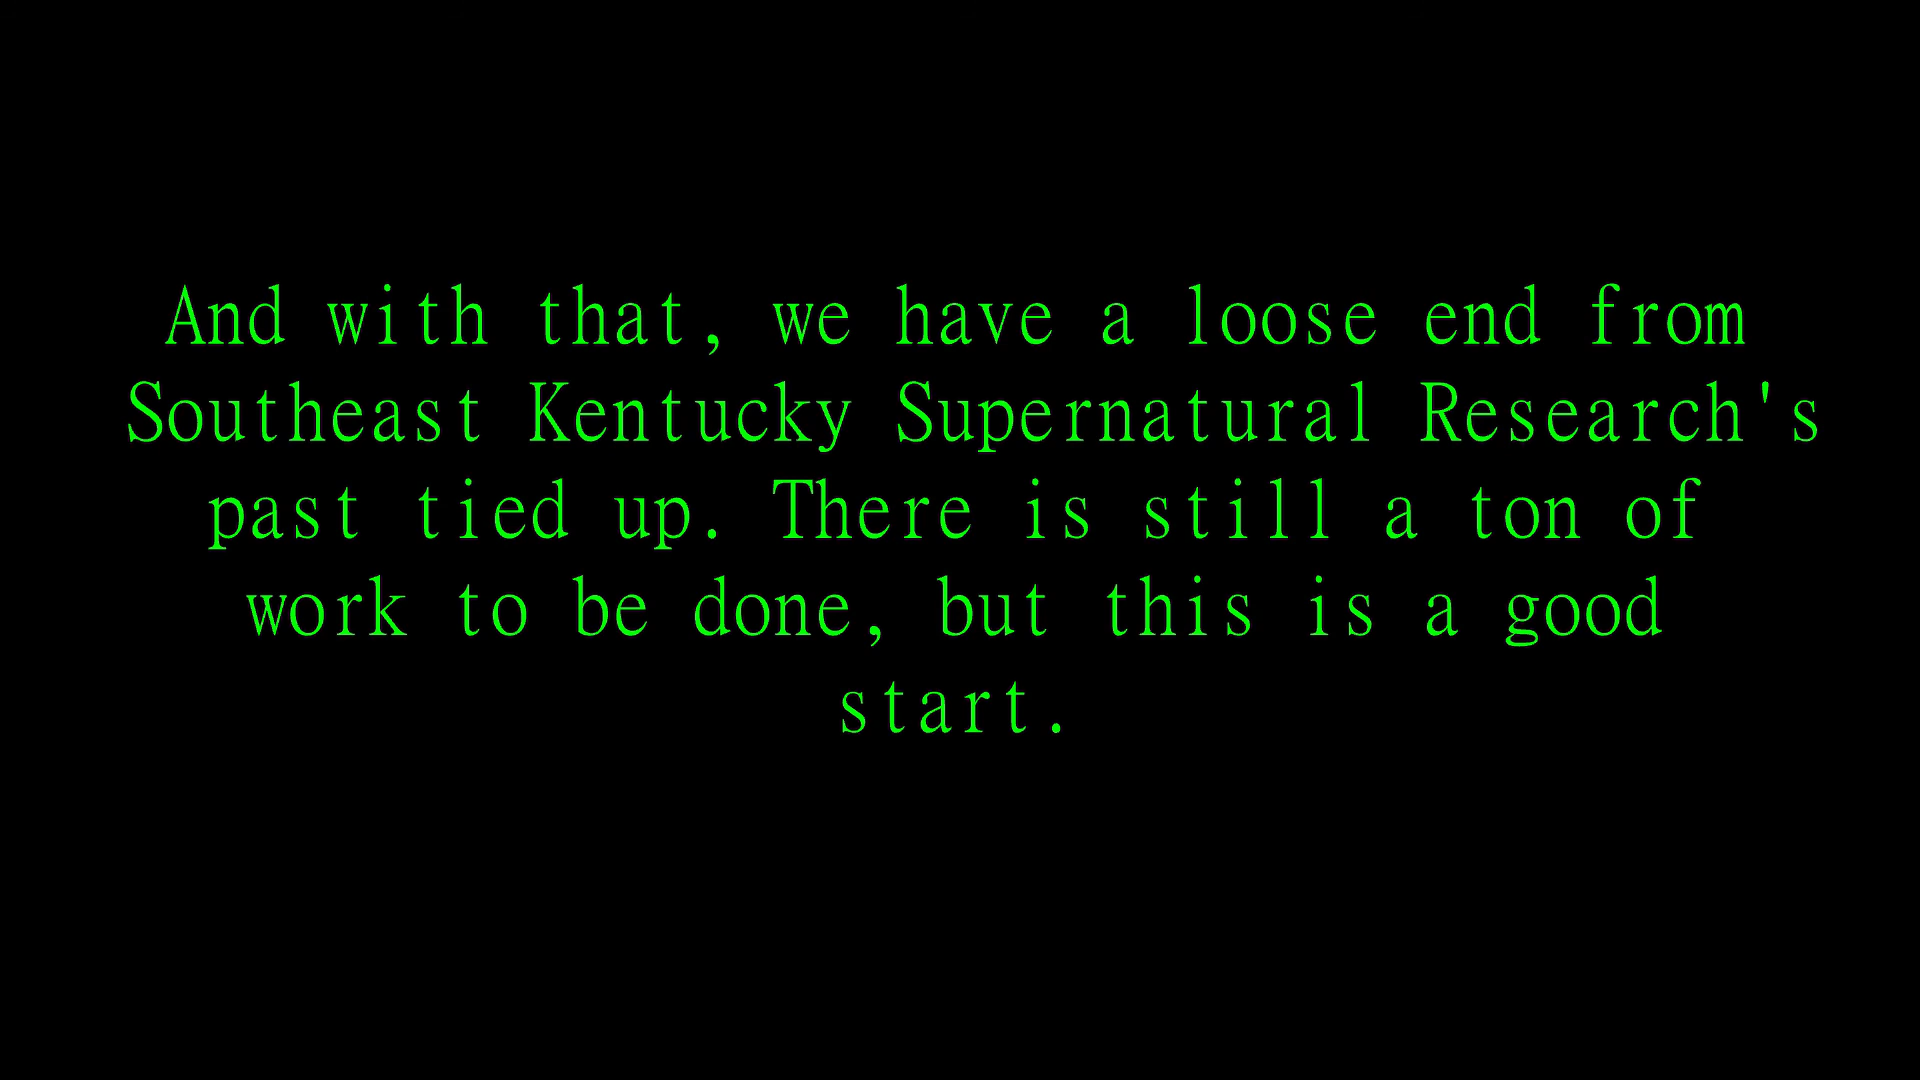 And with that, we have a loose end from
Southeast Kentucky Supernatural Research's
past tied up. There is still a ton of
work to be done, but this is a good
start.